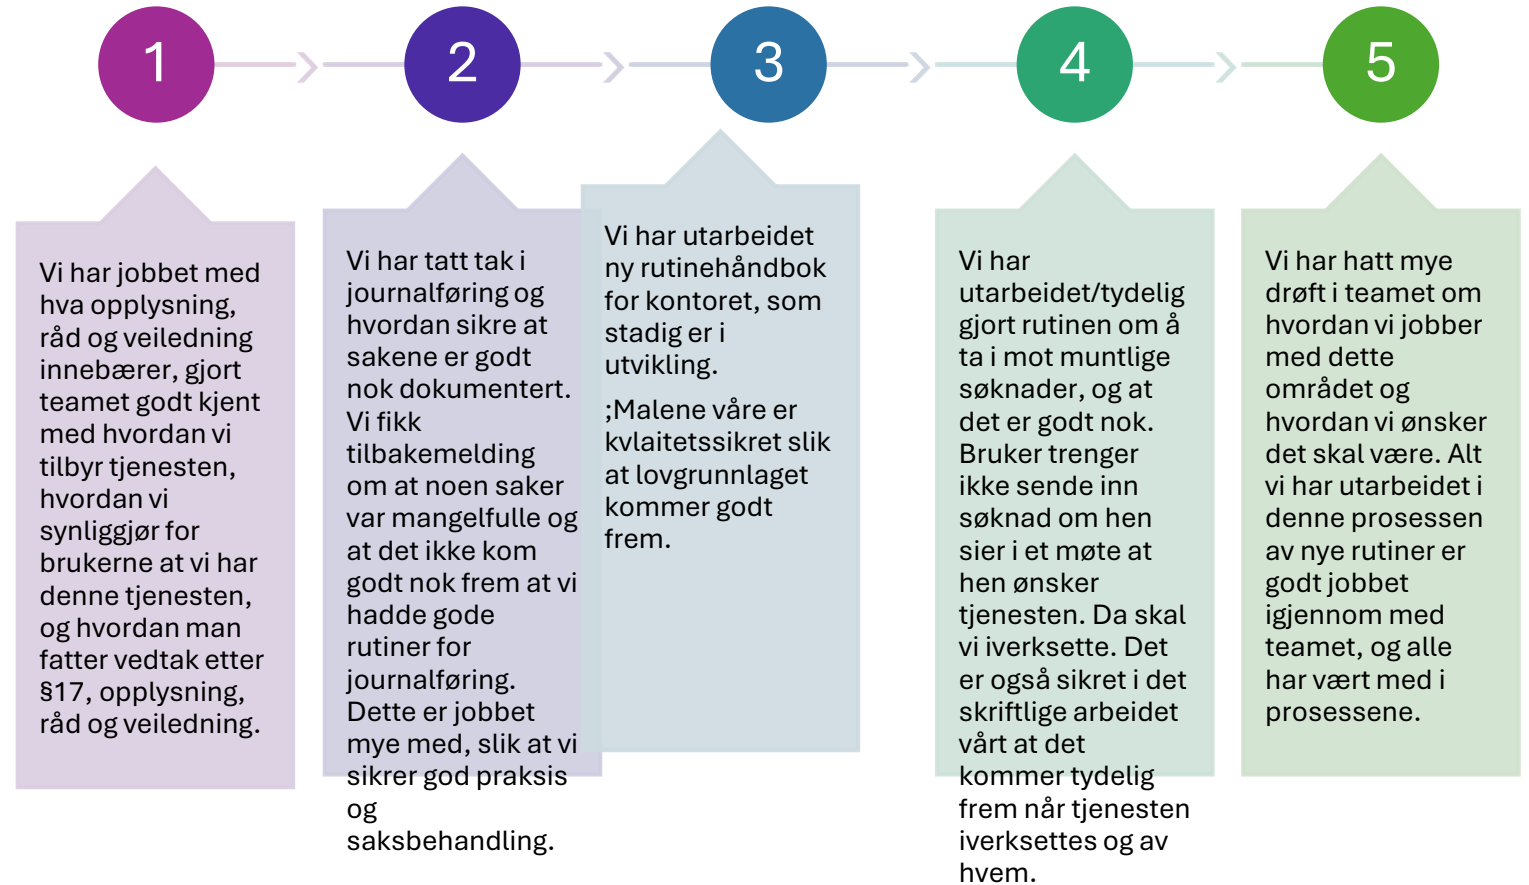 1
Vi har jobbet med
hva opplysning,
råd og veiledning
innebærer, gjort
teamet godt kjent
med hvordan vi
tilbyr tjenesten,
hvordan vi
synliggjør for
brukerne at vi har
denne tjenesten,
og hvordan man
fatter vedtak etter
§17, opplysning,
råd og veiledning.
2
Vi har tatt tak i
journalføring og
hvordan sikre at
sakene er godt
nok dokumentert.
Vi fikk
tilbakemelding
om at noen saker
var mangelfulle og
at det ikke kom
godt nok frem at vi
hadde gode
rutiner for
journalføring.
Dette er jobbet
mye med, slik at vi
sikrer god praksis
og
saksbehandling.
3
Vi har utarbeidet
ny rutinehåndbok
for kontoret, som
stadig er i
utvikling.
;Malene våre er
kvlaitetssikret slik
at lovgrunnlaget
kommer godt
frem.
4
Vi har
utarbeidet/tydelig
gjort rutinen om å
ta i mot muntlige
søknader, og at
det er godt nok.
Bruker trenger
ikke sende inn
søknad om hen
sier i et møte at
hen ønsker
tjenesten. Da skal
vi iverksette. Det
er også sikret i det
skriftlige arbeidet
vårt at det
kommer tydelig
frem når tjenesten
iverksettes og av
hvem.
5
Vi har hatt mye
drøft i teamet om
hvordan vi jobber
med dette
området og
hvordan vi ønsker
det skal være. Alt
vi har utarbeidet i
denne prosessen
av nye rutiner er
godt jobbet
igjennom med
teamet, og alle
har vært med i
prosessene.